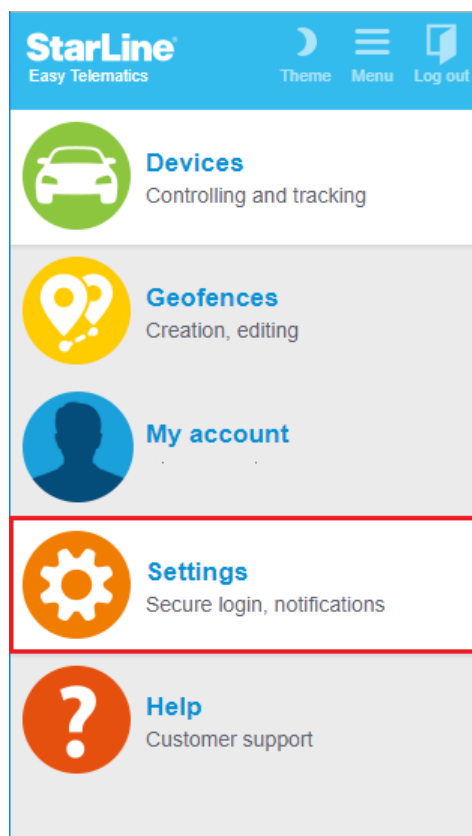 StarLine
Easy Telematics
Theme Menu Log out
Devices
Controlling and tracking
Geofences
Creation, editing
My account
Settings
Secure login, notifications
Help
Customer support